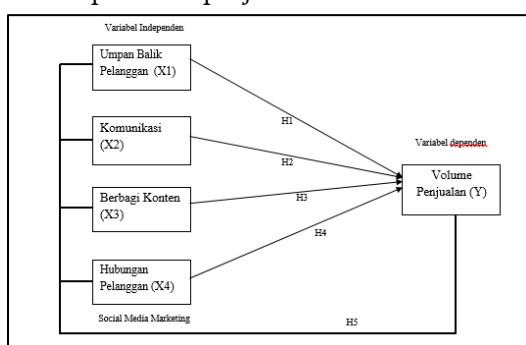 Variabel Independen
Umpan Balik
Pelanggan (X1)
H1
Komunikasi
(X2)
H2
Variabel dependen
Volume
Penjualan (Y)
Berbagi Konten
(X3)
H3
H4
Hubungan
Pelanggan (X4)
Social Media Marketing
H5